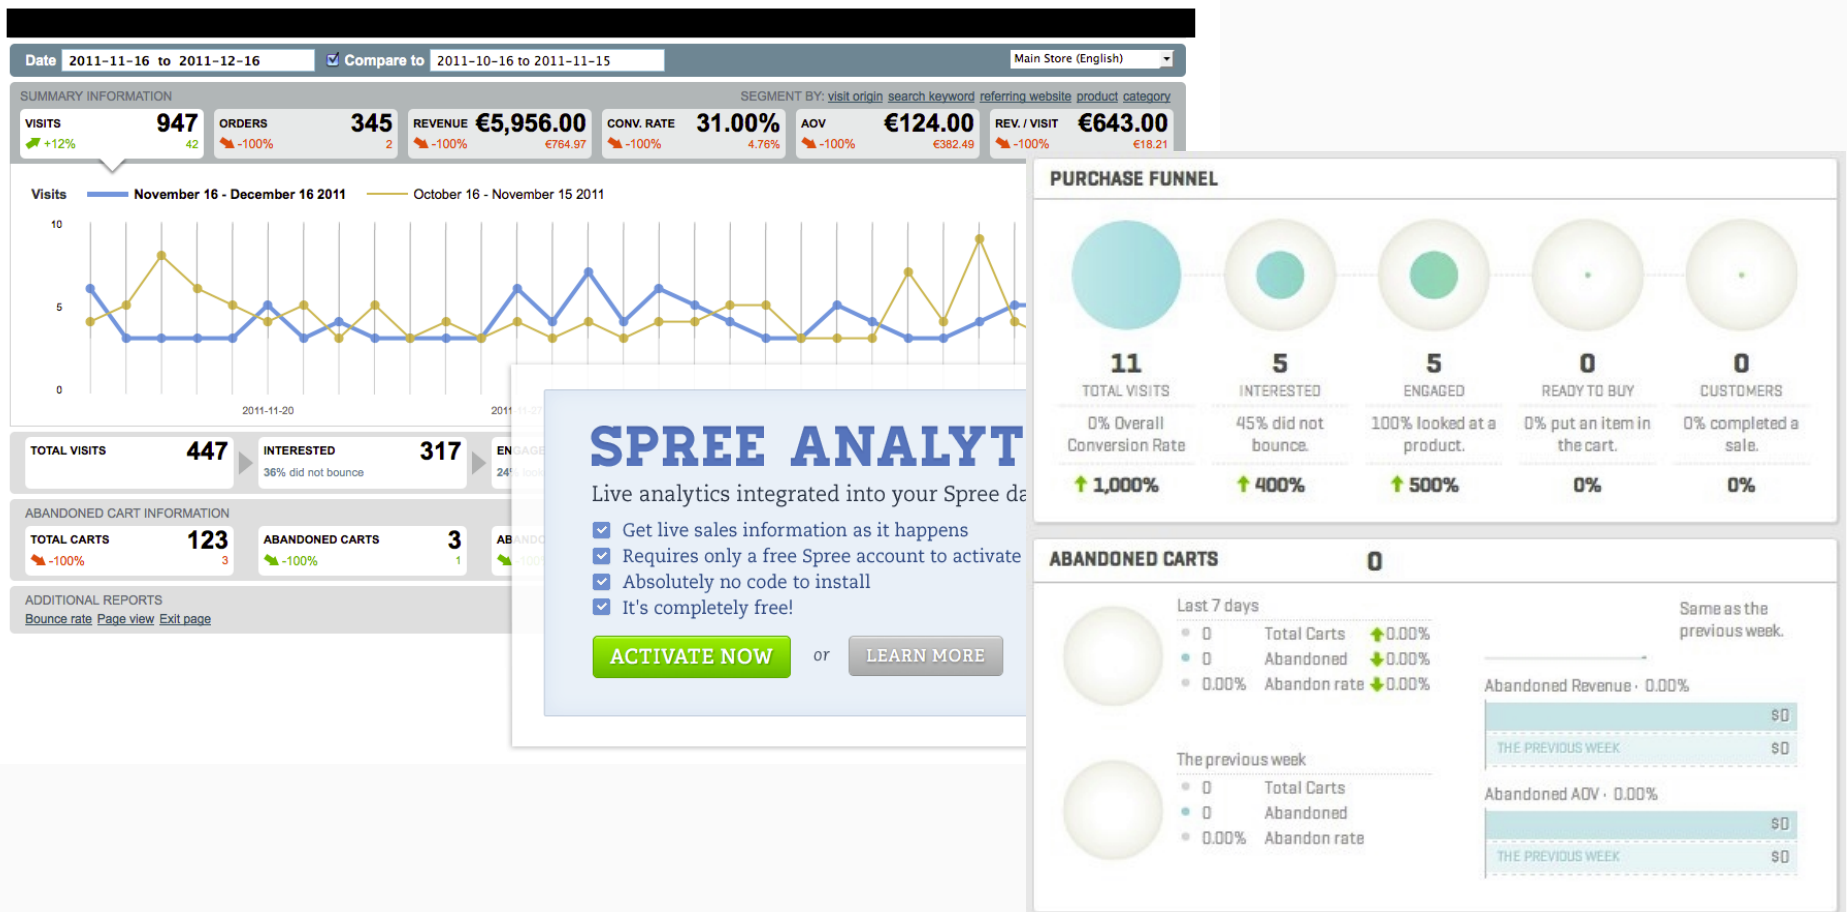 Date 2011-11-16 to 2011-12-16 Compare to 2011-10-16 to 2011-11-15 Main Store (English)
SUMMARY INFORMATION
SEGMENT BY: visit origin search keyword referring website product category
VISITS 947
+12% 42
ORDERS 345
-100% 2
REVENUE €5,956.00
-100% €764.97
CONV. RATE 31.00%
-100% 4.76%
AOV €124.00
-100% €382.49
REV. / VISIT €643.00
-100% €18.21
Visits November 16 - December 16 2011 October 16 - November 15 2011
10
5
0
2011-11-20
2011-11-27
TOTAL VISITS 447
INTERESTED 317
36% did not bounce
ENGAGE
24%
ABANDONED CART INFORMATION
TOTAL CARTS 123
-100% 3
ABANDONED CARTS 3
-100% 1
ABANDO
-100%
ADDITIONAL REPORTS
Bounce rate Page view Exit page
SPREE ANALYT
Live analytics integrated into your Spree da
Get live sales information as it happens
Requires only a free Spree account to activate
Absolutely no code to install
It's completely free!
ACTIVATE NOW or LEARN MORE
PURCHASE FUNNEL
11
TOTAL VISITS
0% Overall
Conversion Rate
1,000%
5
INTERESTED
45% did not
bounce.
400%
5
ENGAGED
100% looked at a
product.
500%
0
READY TO BUY
0% put an item in
the cart.
0%
0
CUSTOMERS
0% completed a
sale.
0%
ABANDONED CARTS 0
Last 7 days
0 Total Carts 0.00%
0 Abandoned 0.00%
0.00% Abandon rate 0.00%
The previous week
0 Total Carts
0 Abandoned
0.00% Abandon rate
Same as the
previous week.
Abandoned Revenue · 0.00%
$0
THE PREVIOUS WEEK $0
Abandoned AOV · 0.00%
$0
THE PREVIOUS WEEK $0